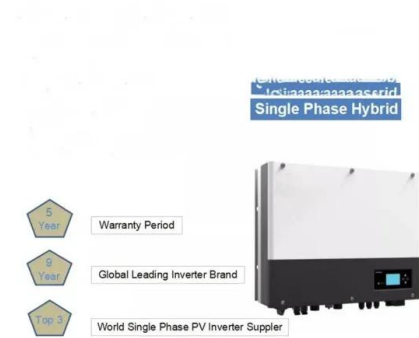 Single Phase Hybrid
5
Year
Warranty Period
9
Year
Global Leading Inverter Brand
Top 3
World Single Phase PV Inverter Suppler